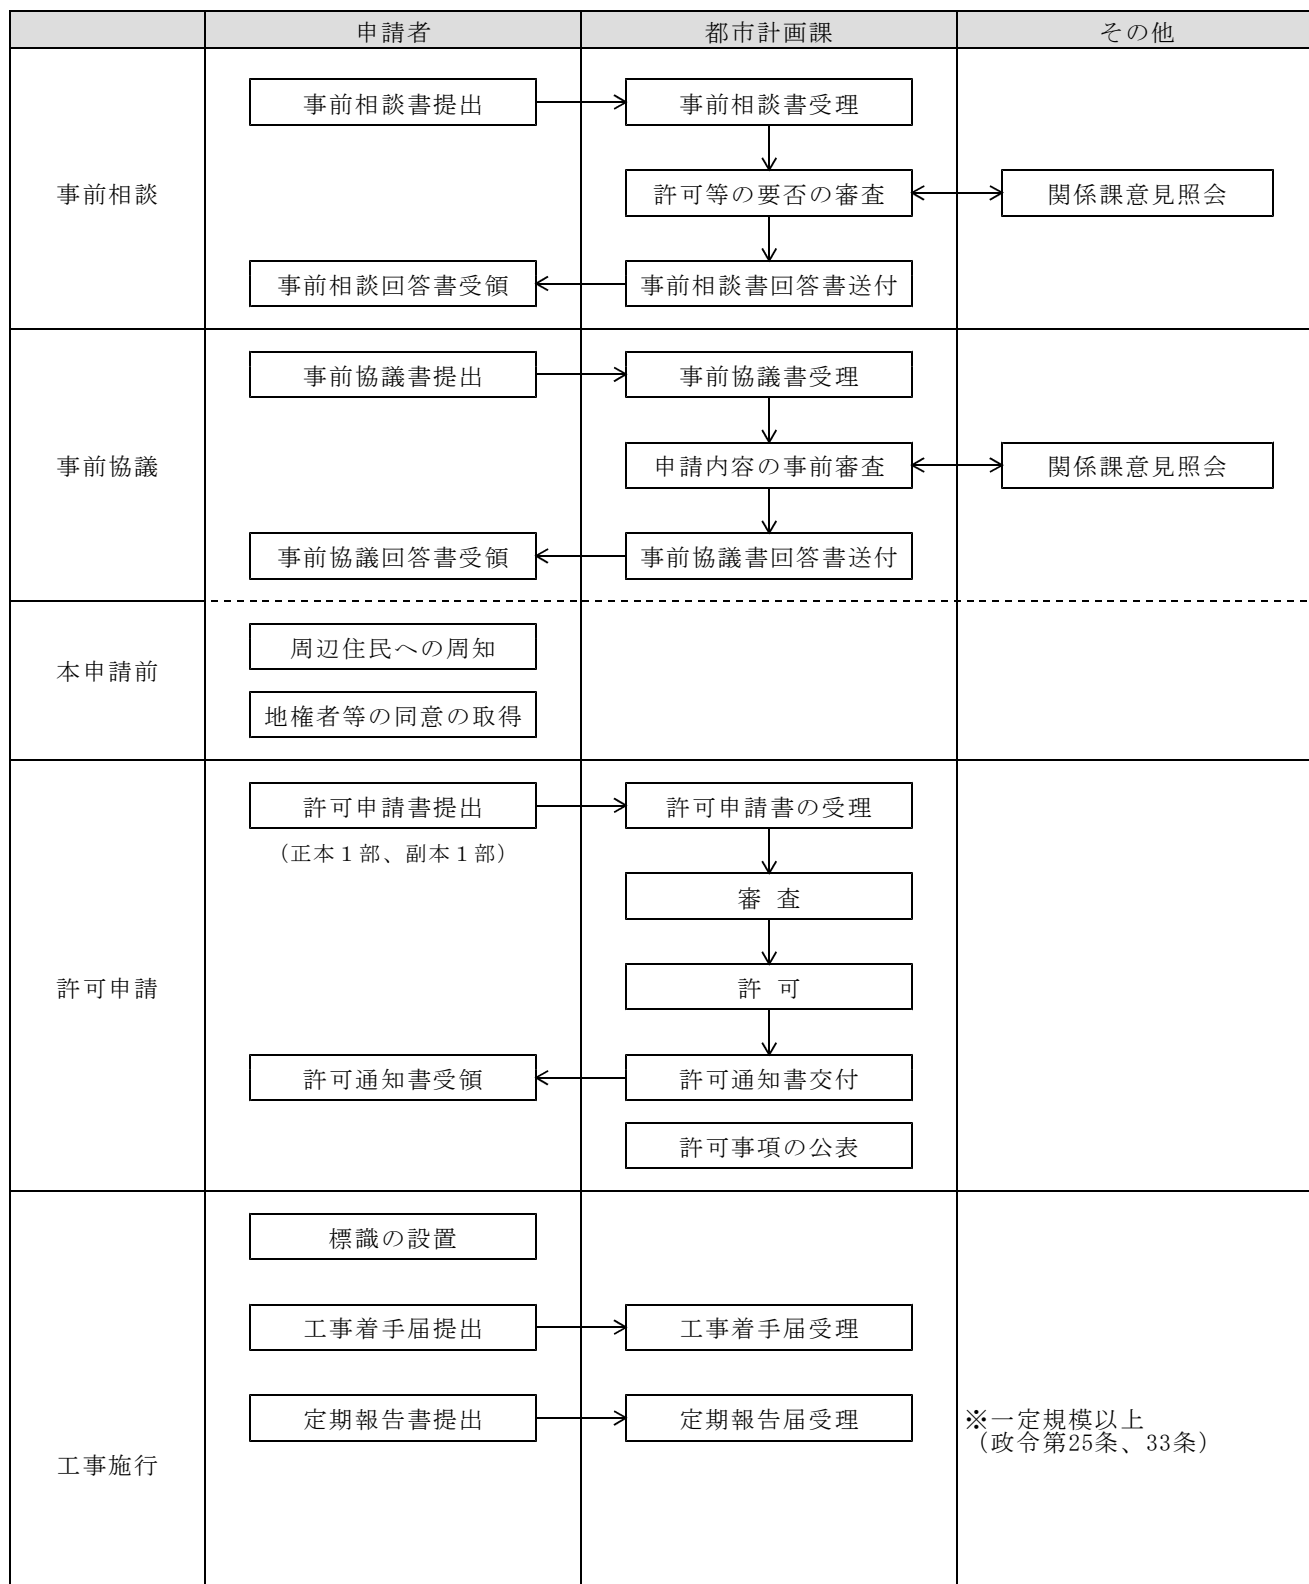 申請者
都市計画課
その他
事前相談
事前相談書提出
事前相談書受理
許可等の要否の審査
関係課意見照会
事前相談回答書受領
事前相談書回答書送付
事前協議
事前協議書提出
事前協議書受理
申請内容の事前審査
関係課意見照会
事前協議回答書受領
事前協議書回答書送付
本申請前
周辺住民への周知
地権者等の同意の取得
許可申請
許可申請書提出
許可申請書の受理
（正本１部、副本１部）
審 査
許 可
許可通知書受領
許可通知書交付
許可事項の公表
工事施行
標識の設置
工事着手届提出
工事着手届受理
定期報告書提出
定期報告届受理
※一定規模以上
（政令第25条、33条）